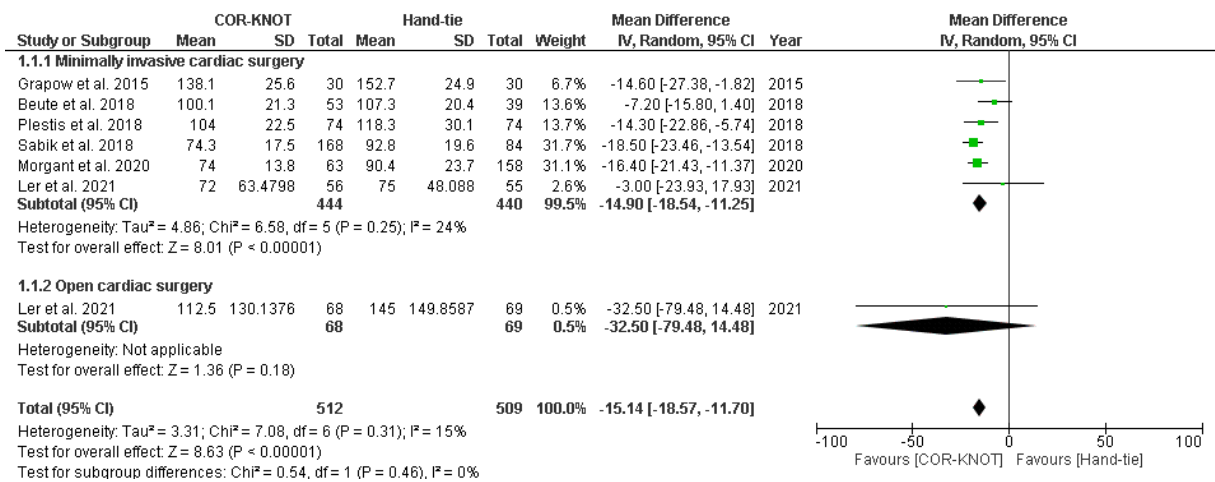 COR-KNOT Hand-tie Mean Difference Mean Difference
Study or Subgroup Mean SD Total Mean SD Total Weight IV, Random, 95% CI Year IV, Random, 95% CI
1.1.1 Minimally invasive cardiac surgery
Grapow et al. 2015 138.1 25.6 30 152.7 24.9 30 6.7% -14.60 [-27.38, -1.82] 2015
Beute et al. 2018 100.1 21.3 53 107.3 20.4 39 13.6% -7.20 [-15.80, 1.40] 2018
Plestis et al. 2018 104 22.5 74 118.3 30.1 74 13.7% -14.30 [-22.86, -5.74] 2018
Sabik et al. 2018 74.3 17.5 168 92.8 19.6 84 31.7% -18.50 [-23.46, -13.54] 2018
Morgant et al. 2020 74 13.8 63 90.4 23.7 158 31.1% -16.40 [-21.43, -11.37] 2020
Ler et al. 2021 72 63.4798 56 75 48.088 55 2.6% -3.00 [-23.93, 17.93] 2021
Subtotal (95% CI) 444 440 99.5% -14.90 [-18.54, -11.25]
Heterogeneity: Tau² = 4.86; Chi² = 6.58, df = 5 (P = 0.25); I² = 24%
Test for overall effect: Z = 8.01 (P < 0.00001)
1.1.2 Open cardiac surgery
Ler et al. 2021 112.5 130.1376 68 145 149.8587 69 0.5% -32.50 [-79.48, 14.48] 2021
Subtotal (95% CI) 68 69 0.5% -32.50 [-79.48, 14.48]
Heterogeneity: Not applicable
Test for overall effect: Z = 1.36 (P = 0.18)
Total (95% CI) 512 509 100.0% -15.14 [-18.57, -11.70]
Heterogeneity: Tau² = 3.31; Chi² = 7.08, df = 6 (P = 0.31); I² = 15%
Test for overall effect: Z = 8.63 (P < 0.00001)
Test for subgroup differences: Chi² = 0.54, df = 1 (P = 0.46), I² = 0%
-100 -50 0 50 100
Favours [COR-KNOT] Favours [Hand-tie]